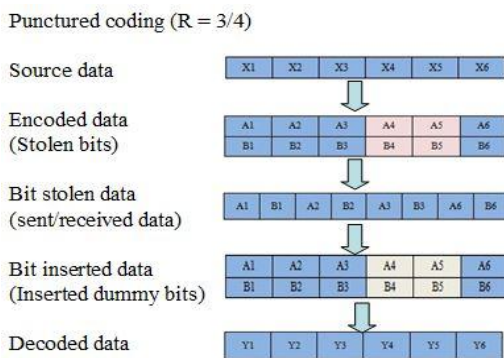 Punctured coding (R = 3/4)
Source data
X1 X2 X3 X4 X5 X6
Encoded data
(Stolen bits)
A1 A2 A3 A4 A5 A6
B1 B2 B3 B4 B5 B6
Bit stolen data
(sent/received data)
A1 B1 A2 B2 A3 B3 A6 B6
Bit inserted data
(Inserted dummy bits)
A1 A2 A3 A4 A5 A6
B1 B2 B3 B4 B5 B6
Decoded data
Y1 Y2 Y3 Y4 Y5 Y6